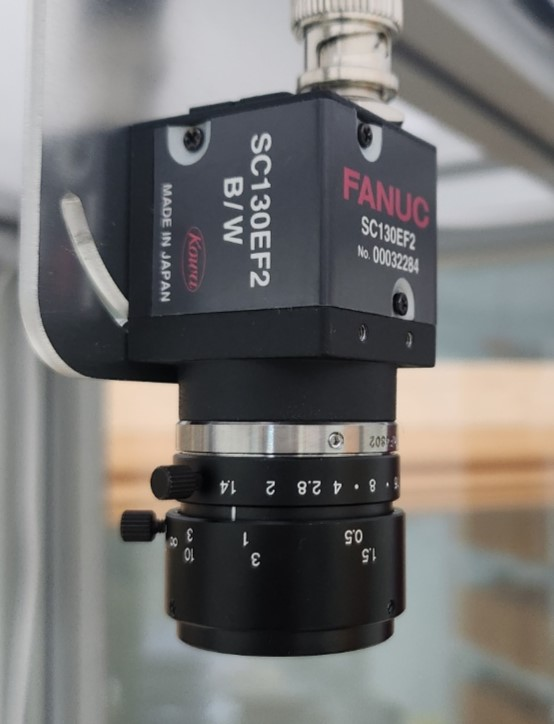 SC130EF2
B/W
Kowa
MADE IN JAPAN
FANUC
SC130EF2
No. 00032284
1.4 2 2.8 4 • 8 •
∞ 10 3 1.5
3 1 0.5